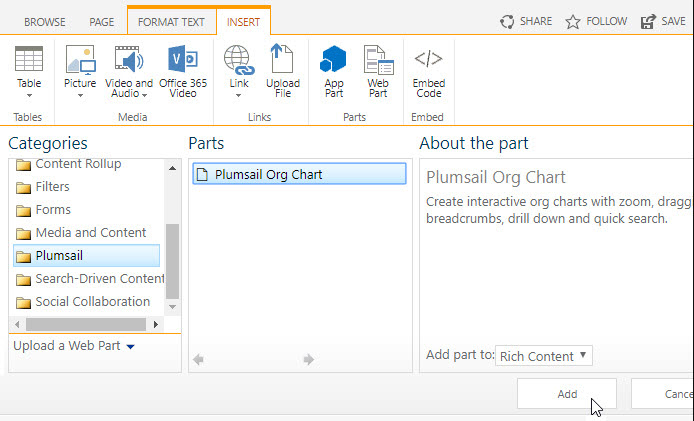 BROWSE PAGE FORMAT TEXT INSERT SHARE FOLLOW SAVE
Table Picture Video and Audio Office 365 Video Link Upload File App Part Web Part Embed Code
Tables Media Links Parts Embed
Categories
Content Rollup
Filters
Forms
Media and Content
Plumsail
Search-Driven Content
Social Collaboration
Upload a Web Part
Parts
Plumsail Org Chart
About the part
Plumsail Org Chart
Create interactive org charts with zoom, dragg
breadcrumbs, drill down and quick search.
Add part to: Rich Content
Add Cance